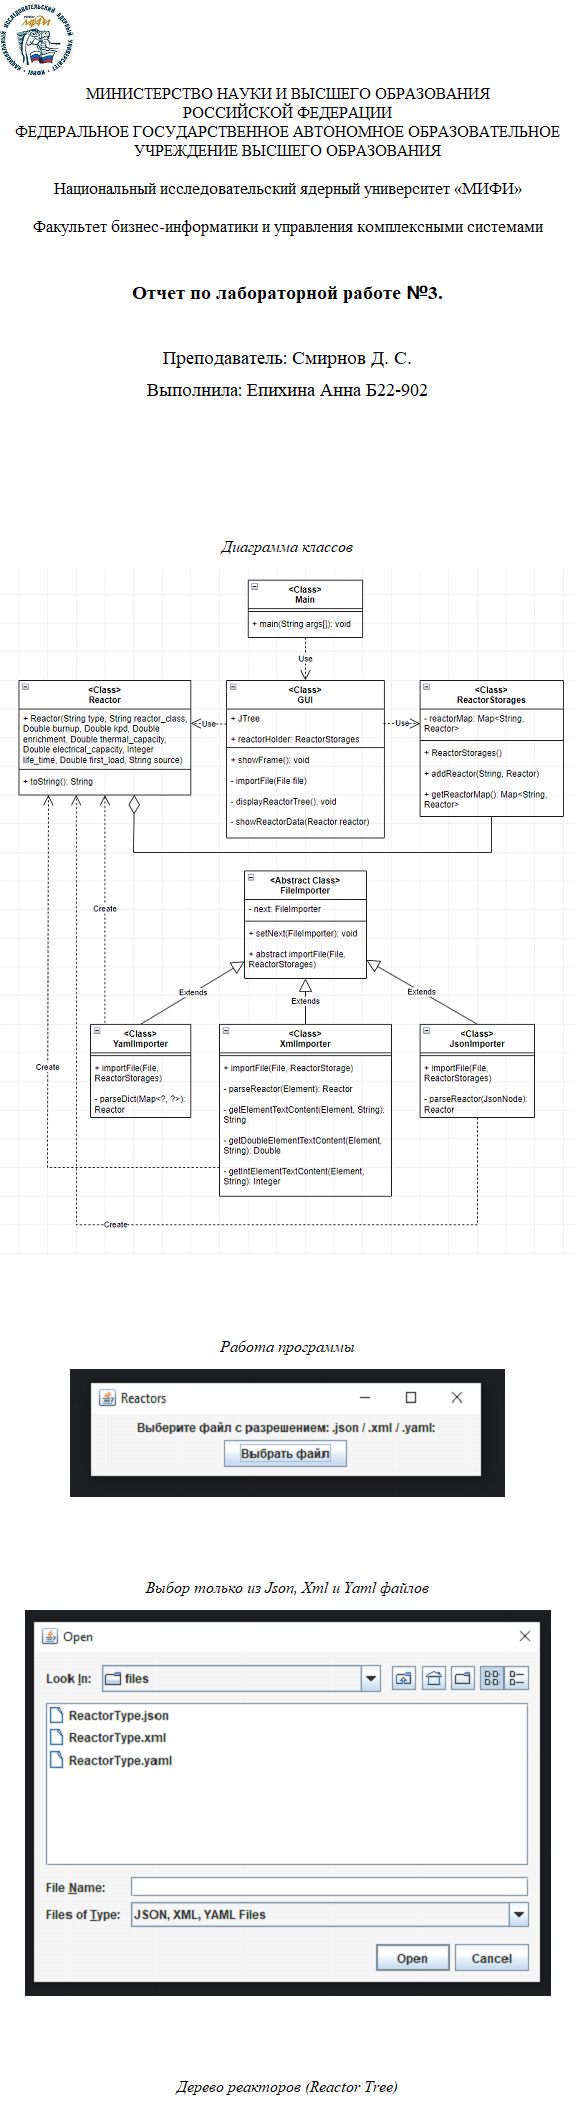 НАЦИОНАЛЬНЫЙ ИССЛЕДОВАТЕЛЬСКИЙ ЯДЕРНЫЙ УНИВЕРСИТЕТ
МИФИ
МИНИСТЕРСТВО НАУКИ И ВЫСШЕГО ОБРАЗОВАНИЯ
РОССИЙСКОЙ ФЕДЕРАЦИИ
ФЕДЕРАЛЬНОЕ ГОСУДАРСТВЕННОЕ АВТОНОМНОЕ ОБРАЗОВАТЕЛЬНОЕ
УЧРЕЖДЕНИЕ ВЫСШЕГО ОБРАЗОВАНИЯ
Национальный исследовательский ядерный университет «МИФИ»
Факультет бизнес-информатики и управления комплексными системами
Отчет по лабораторной работе №3.
Преподаватель: Смирнов Д. С.
Выполнила: Епихина Анна Б22-902
Диаграмма классов
<Class>
Main
+ main(String args[]): void
Use
<Class>
Reactor
+ Reactor(String type, String reactor_class,
Double burnup, Double kpd, Double
enrichment, Double thermal_capacity,
Double electrical_capacity, Integer
life_time, Double first_load, String source)
+ toString(): String
Use
<Class>
GUI
+ JTree
+ reactorHolder: ReactorStorages
+ showFrame(): void
- importFile(File file)
- displayReactorTree(): void
- showReactorData(Reactor reactor)
Use
<Class>
ReactorStorages
- reactorMap: Map<String,
Reactor>
+ ReactorStorages()
+ addReactor(String, Reactor)
+ getReactorMap(): Map<String,
Reactor>
<Abstract Class>
FileImporter
- next: FileImporter
+ setNext(FileImporter): void
+ abstract importFile(File,
ReactorStorages)
Create
Extends
Extends
Extends
<Class>
YamlImporter
+ importFile(File,
ReactorStorages)
- parseDict(Map<?, ?>):
Reactor
<Class>
XmlImporter
+ importFile(File, ReactorStorage)
- parseReactor(Element): Reactor
- getElementTextContent(Element, String):
String
- getDoubleElementTextContent(Element,
String): Double
- getIntElementTextContent(Element,
String): Integer
<Class>
JsonImporter
+ importFile(File,
ReactorStorages)
- parseReactor(JsonNode):
Reactor
Create
Create
Работа программы
Reactors
Выберите файл с разрешением: .json / .xml / .yaml:
Выбрать файл
Выбор только из Json, Xml и Yaml файлов
Open
Look In:
files
ReactorType.json
ReactorType.xml
ReactorType.yaml
File Name:
Files of Type:
JSON, XML, YAML Files
Open
Cancel
Дерево реакторов (Reactor Tree)